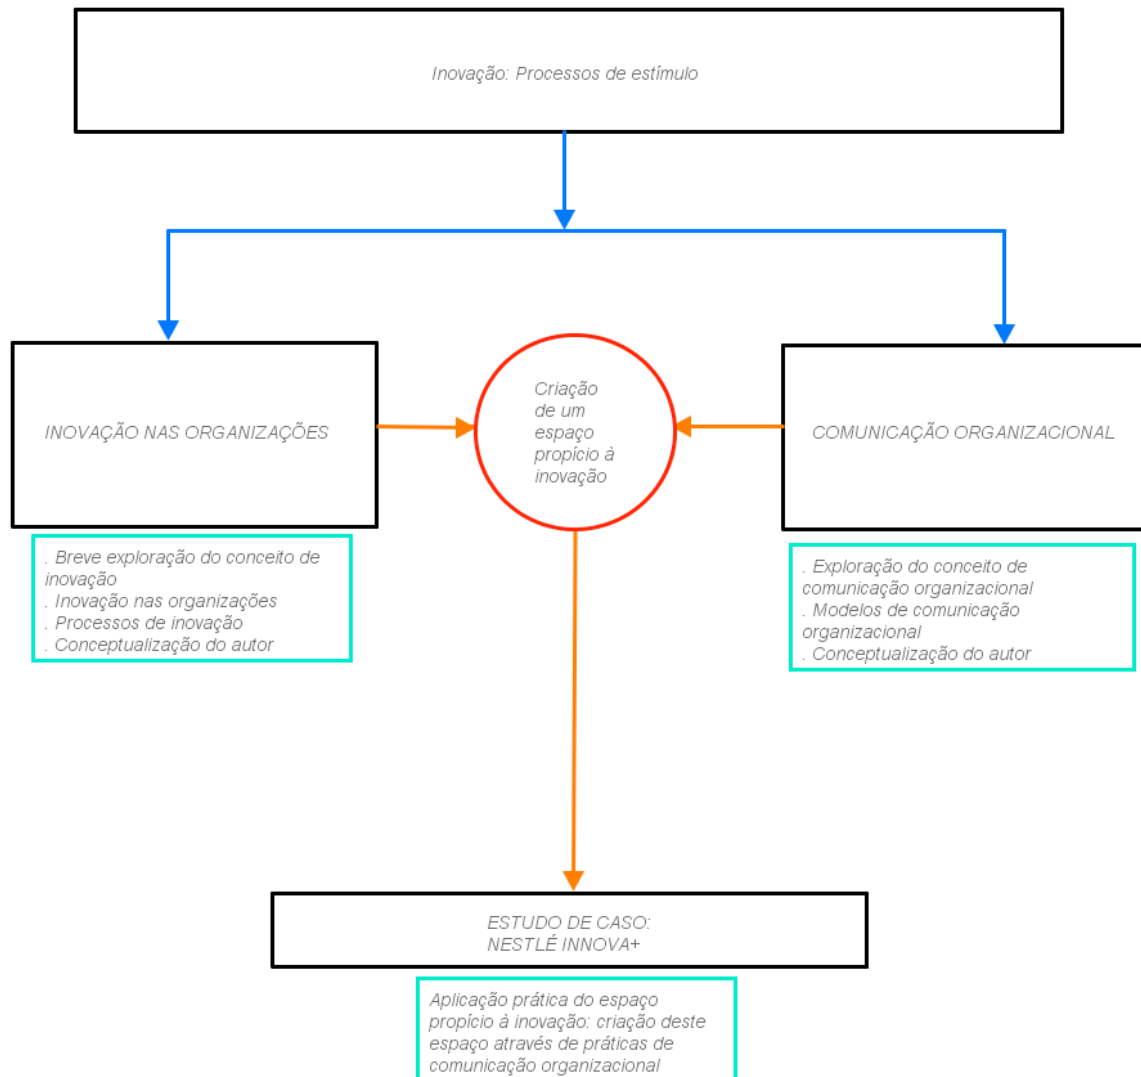 Inovação: Processos de estímulo
INOVAÇÃO NAS ORGANIZAÇÕES
Criação
de um
espaço
propício à
inovação
COMUNICAÇÃO ORGANIZACIONAL
. Breve exploração do conceito de
inovação
. Inovação nas organizações
. Processos de inovação
. Conceptualização do autor
. Exploração do conceito de
comunicação organizacional
. Modelos de comunicação
organizacional
. Conceptualização do autor
ESTUDO DE CASO:
NESTLÉ INNOVA+
Aplicação prática do espaço
propício à inovação: criação deste
espaço através de práticas de
comunicação organizacional